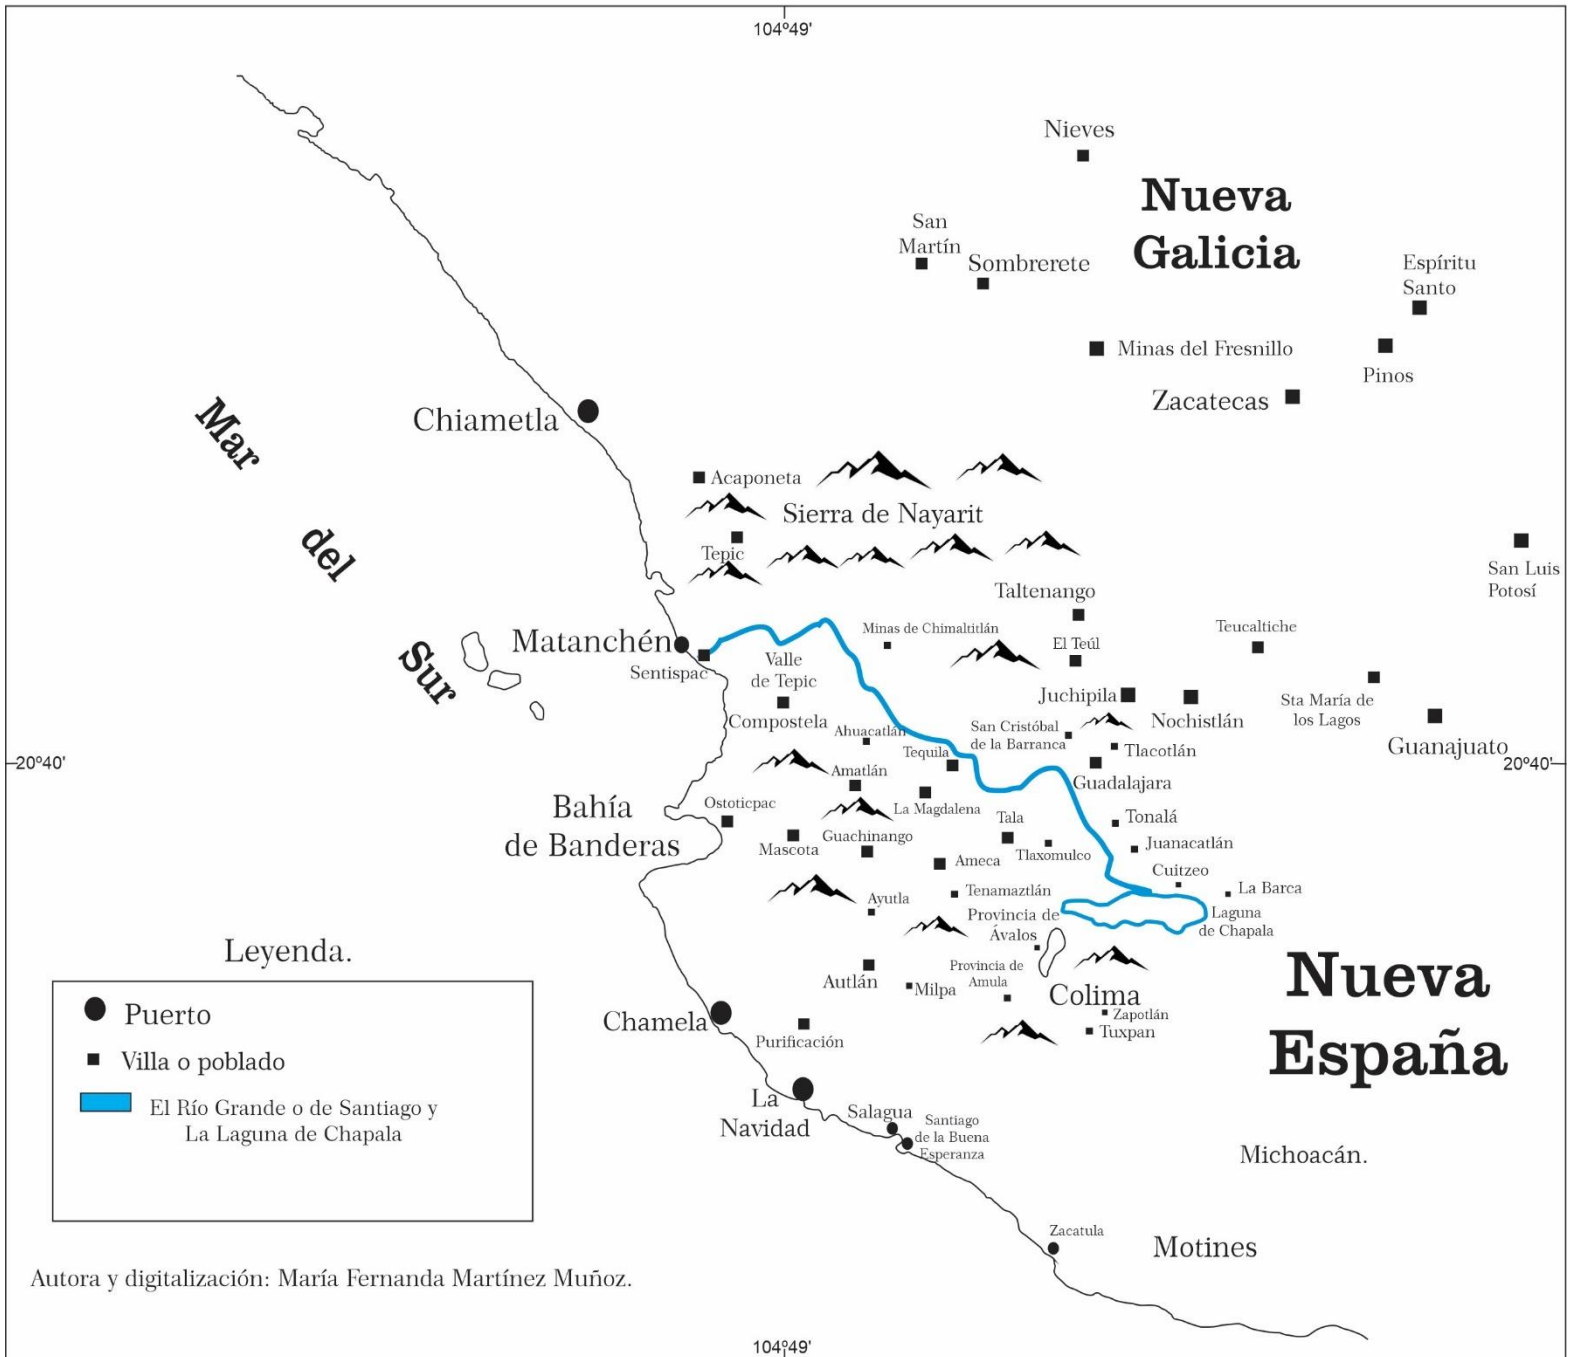 104º49'
Nieves
Nueva
Galicia
San
Martín
Sombrerete
Espíritu
Santo
Minas del Fresnillo
Pinos
Zacatecas
Mar
del
Sur
Chiametla
Acaponeta
Sierra de Nayarit
Tepic
San Luis
Potosí
Taltenango
Minas de Chimaltitlán
El Teúl
Teucaltiche
Matanchén
Sentispac
Valle
de Tepic
Compostela
Juchipila
Nochistlán
Sta María de
los Lagos
Guanajuato
Ahuacatlán
San Cristóbal
de la Barranca
Tlacotlán
Tequila
20º40'
20º40'
Amatlán
Guadalajara
La Magdalena
Bahía
de Banderas
Ostoticpac
Mascota
Guachinango
Tala
Tonalá
Tlaxomulco
Juanacatlán
Ameca
Cuitzeo
La Barca
Tenamaztlán
Ayutla
Laguna
de Chapala
Provincia de
Ávalos
Autlán
Milpa
Provincia de
Amula
Colima
Zapotlán
Tuxpan
Nueva
España
Chamela
Purificación
La
Navidad
Salagua
Santiago
de la Buena
Esperanza
Michoacán.
Zacatula
Motines
Leyenda.
Puerto
Villa o poblado
El Río Grande o de Santiago y
La Laguna de Chapala
Autora y digitalización: María Fernanda Martínez Muñoz.
104º49'